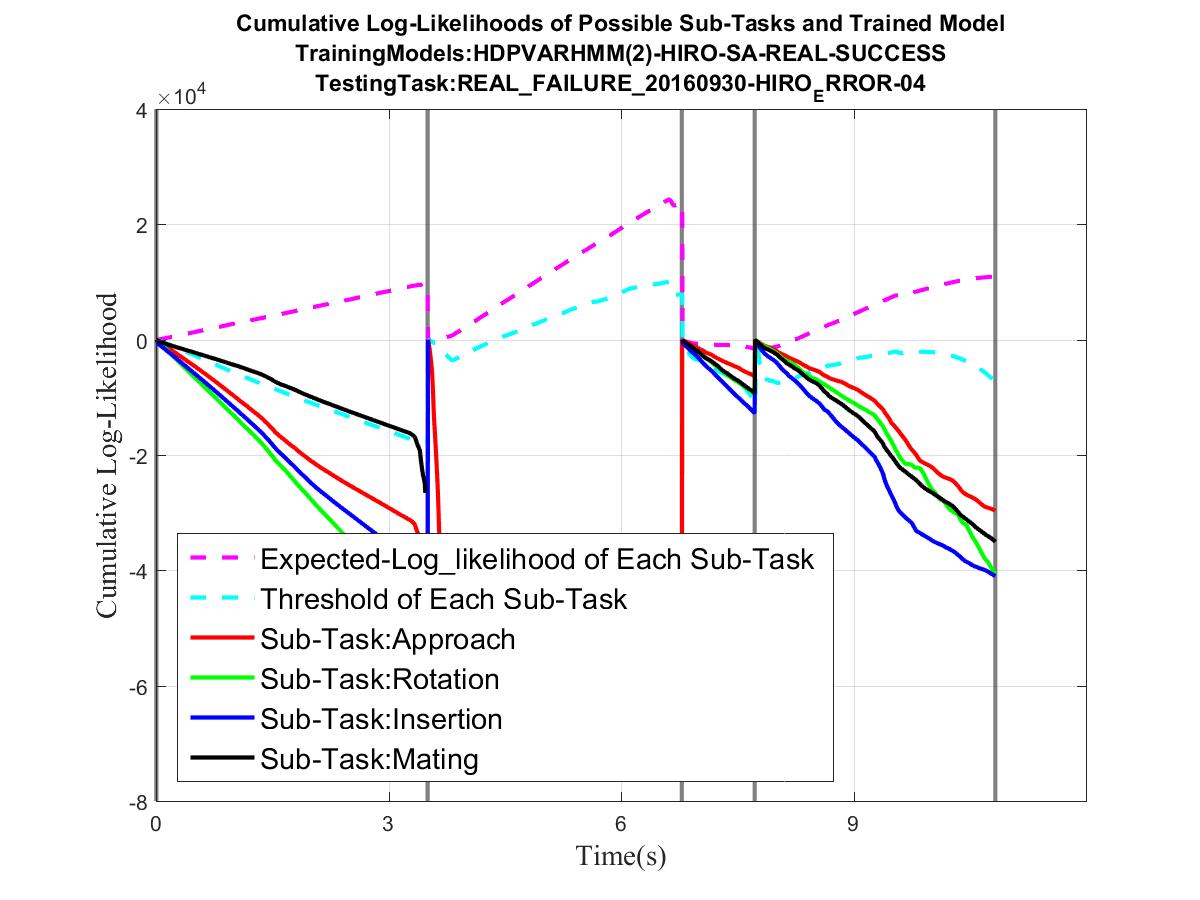 Cumulative Log-Likelihoods of Possible Sub-Tasks and Trained Model
TrainingModels:HDPVARHMM(2)-HIRO-SA-REAL-SUCCESS
TestingTask:REAL_FAILURE_20160930-HIROERROR-04
×10^4
4
2
0
-2
-4
-6
-8
Cumulative Log-Likelihood
Expected-Log_likelihood of Each Sub-Task
Threshold of Each Sub-Task
Sub-Task:Approach
Sub-Task:Rotation
Sub-Task:Insertion
Sub-Task:Mating
0 3 6 9
Time(s)